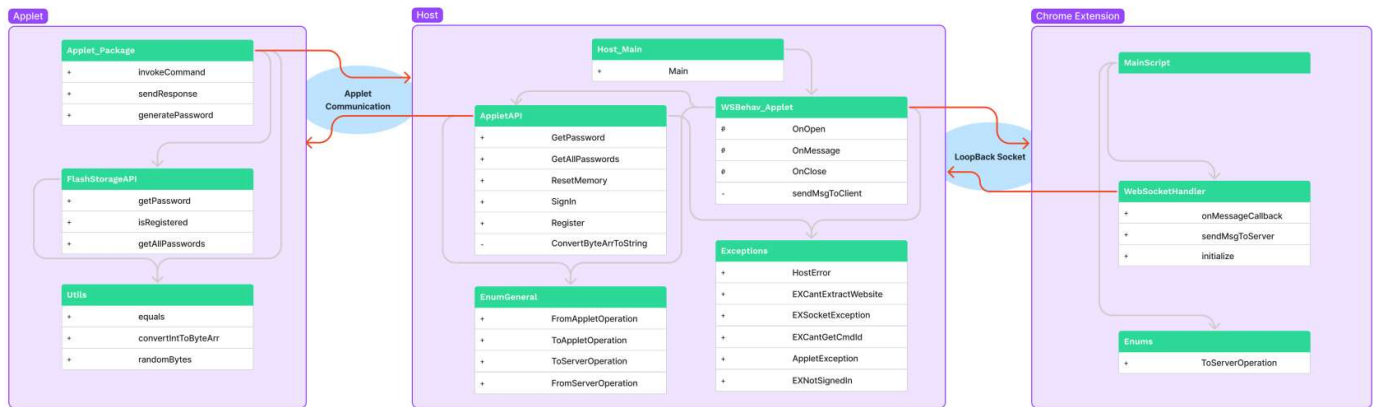 Applet
Applet_Package
+ invokeCommand
+ sendResponse
+ generatePassword
FlashStorageAPI
+ getPassword
+ isRegistered
+ getAllPasswords
Utils
+ equals
+ convertIntToByteArr
+ randomBytes
Applet
Communication
Host
Host_Main
+ Main
AppletAPI
+ GetPassword
+ GetAllPasswords
+ ResetMemory
+ SignIn
+ Register
- ConvertByteArrToString
WSBehav_Applet
# OnOpen
# OnMessage
# OnClose
- sendMsgToClient
EnumGeneral
+ FromAppletOperation
+ ToAppletOperation
+ ToServerOperation
+ FromServerOperation
Exceptions
+ HostError
+ EXCantExtractWebsite
+ EXSocketException
+ EXCantGetCmdId
+ AppletException
+ EXNotSignedIn
LoopBack Socket
Chrome Extension
MainScript
WebSocketHandler
+ onMessageCallback
+ sendMsgToServer
+ initialize
Enums
+ ToServerOperation